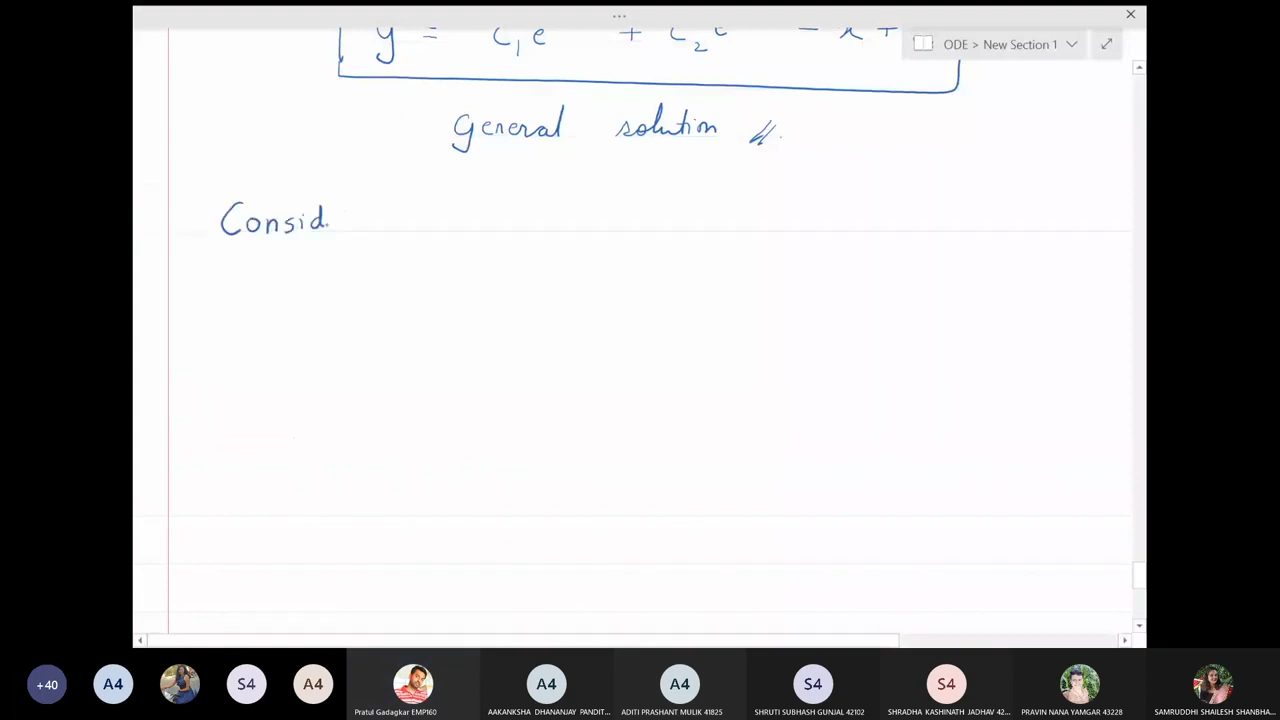 ...
y = c₁e + c₂e - x +
ODE > New Section 1
general solution
Consid.
+40
A4
S4
A4
Pratul Gadagkar EMP160
A4
AAKANKSHA DHANANJAY PANDIT...
A4
ADITI PRASHANT MULIK 41825
S4
SHRUTI SUBHASH GUNJAL 42102
S4
SHRADHA KASHINATH JADHAV 42...
PRAVIN NANA YAMGAR 43228
SAMRUDDHI SHAILESH SHANBHA...